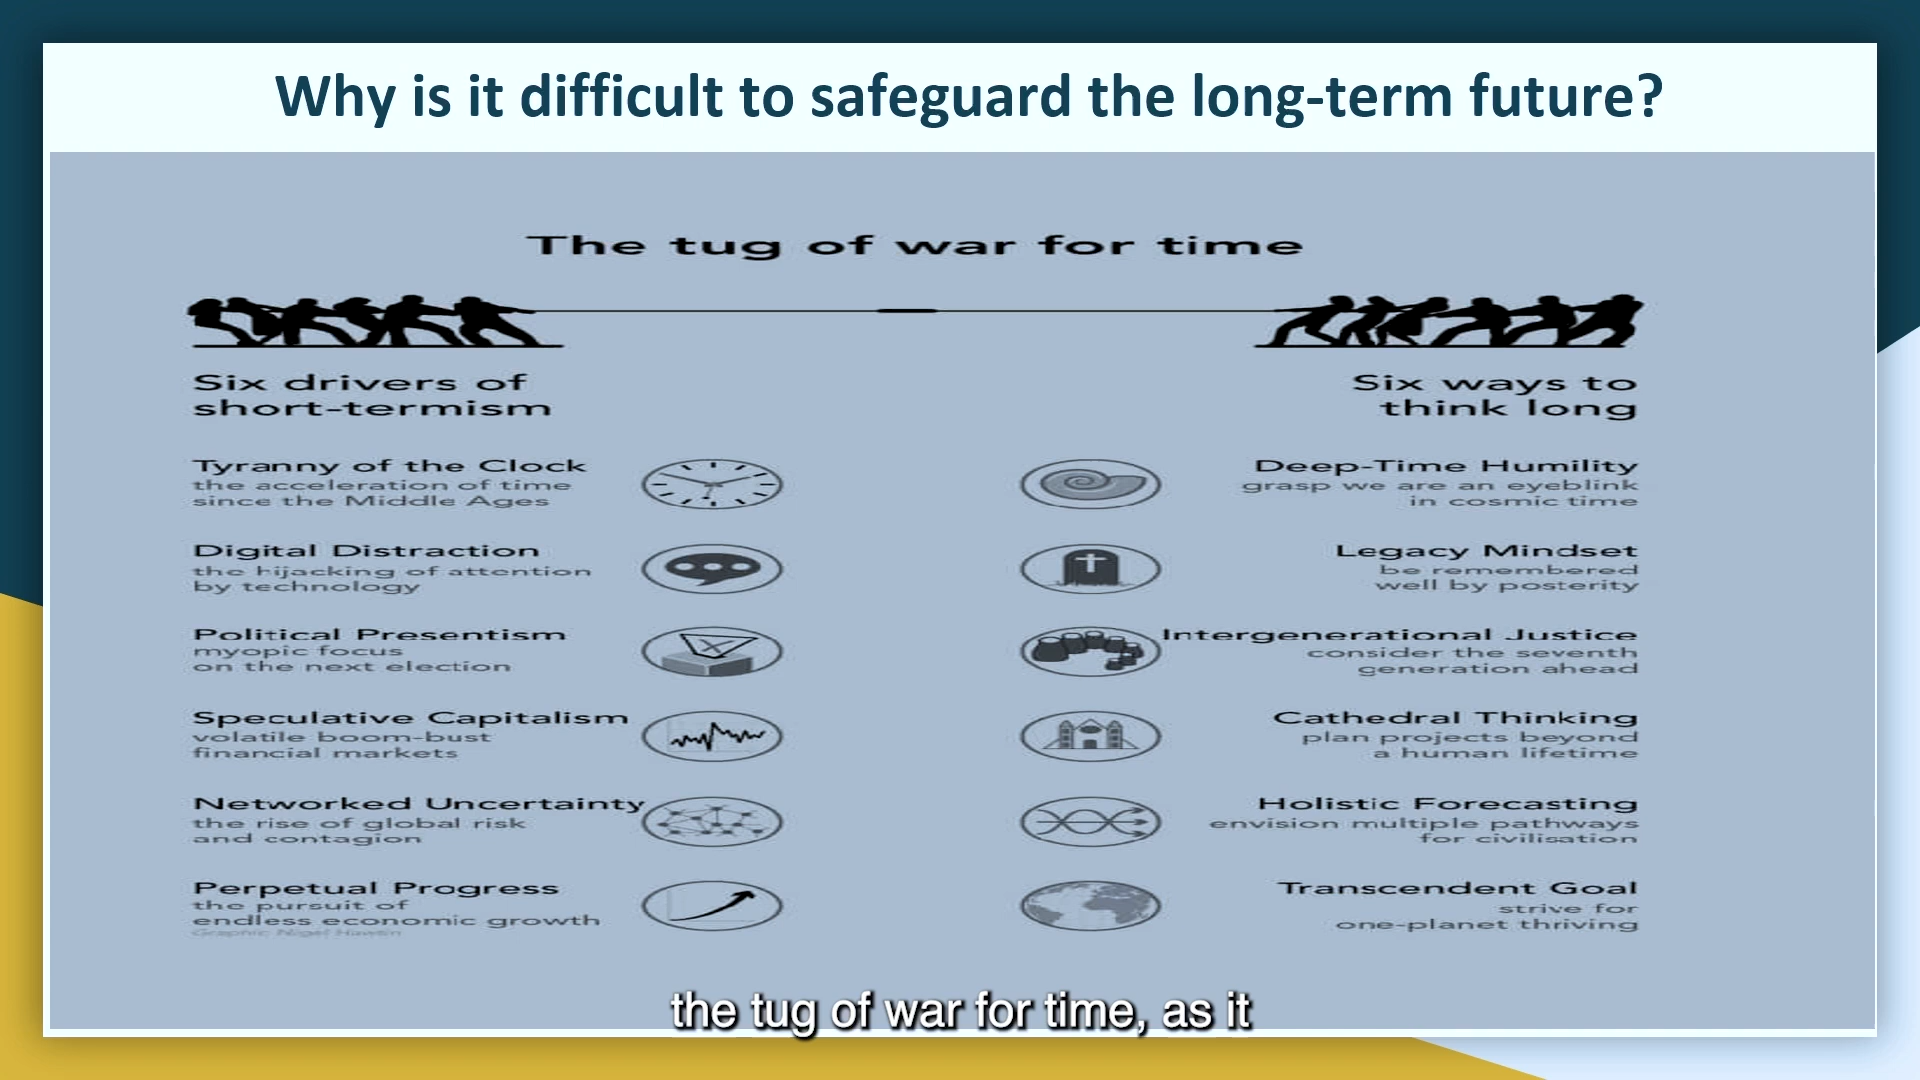 Why is it difficult to safeguard the long-term future?
The tug of war for time
Six drivers of
short-termism
Tyranny of the Clock
the acceleration of time
since the Middle Ages
Digital Distraction
the hijacking of attention
by technology
Political Presentism
myopic focus
on the next election
Speculative Capitalism
volatile boom-bust
financial markets
Networked Uncertainty
the rise of global risk
and contagion
Perpetual Progress
the pursuit of
endless economic growth
Graphic: Nigel Hawtin
Six ways to
think long
Deep-Time Humility
grasp we are an eyeblink
in cosmic time
Legacy Mindset
be remembered
well by posterity
Intergenerational Justice
consider the seventh
generation ahead
Cathedral Thinking
plan projects beyond
a human lifetime
Holistic Forecasting
envision multiple pathways
for civilisation
Transcendent Goal
strive for
one-planet thriving
the tug of war for time, as it